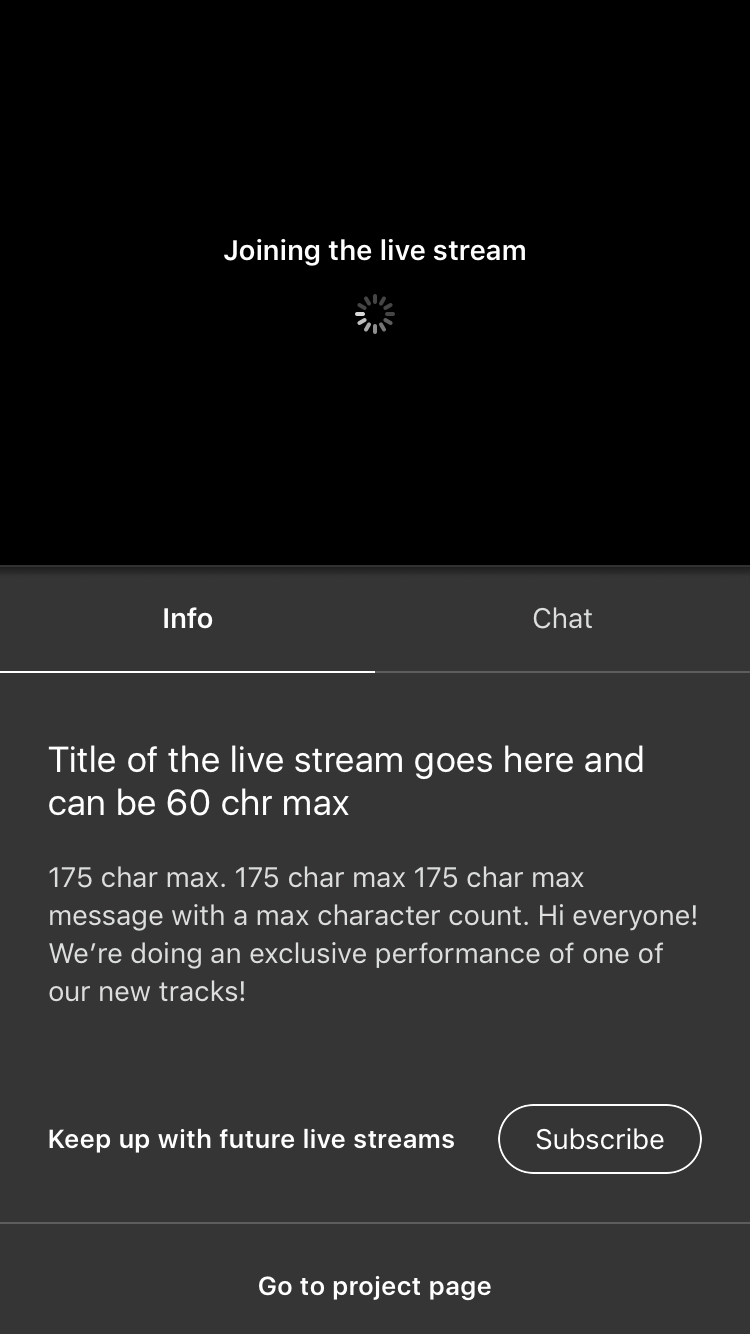 Joining the live stream
Info
Chat
Title of the live stream goes here and
can be 60 chr max
175 char max. 175 char max 175 char max
message with a max character count. Hi everyone!
We’re doing an exclusive performance of one of
our new tracks!
Keep up with future live streams
Subscribe
Go to project page